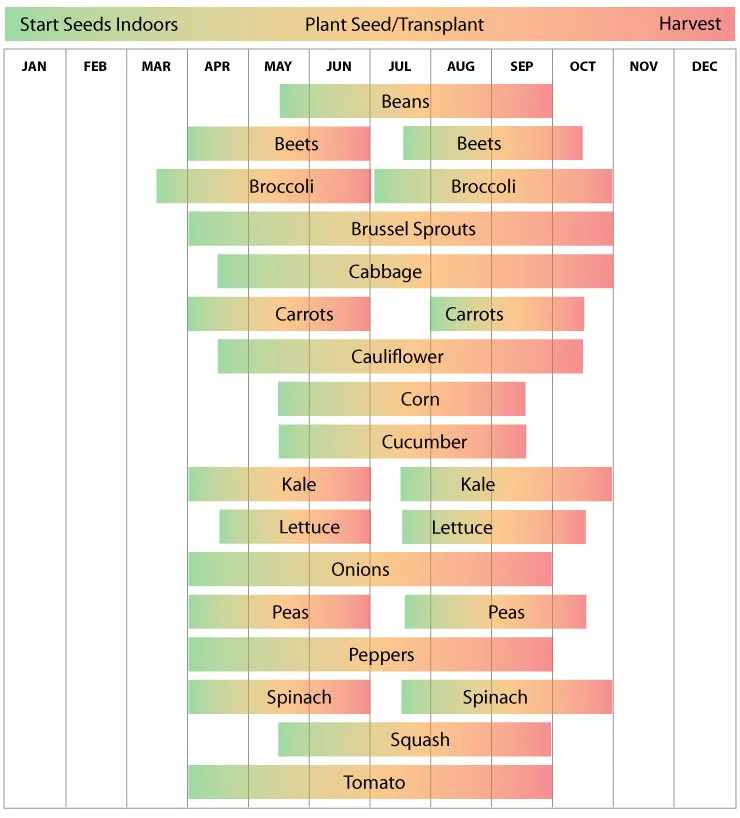 Start Seeds Indoors Plant Seed/Transplant Harvest
JAN FEB MAR APR MAY JUN JUL AUG SEP OCT NOV DEC
Beans
Beets Beets
Broccoli Broccoli
Brussel Sprouts
Cabbage
Carrots Carrots
Cauliflower
Corn
Cucumber
Kale Kale
Lettuce Lettuce
Onions
Peas Peas
Peppers
Spinach Spinach
Squash
Tomato